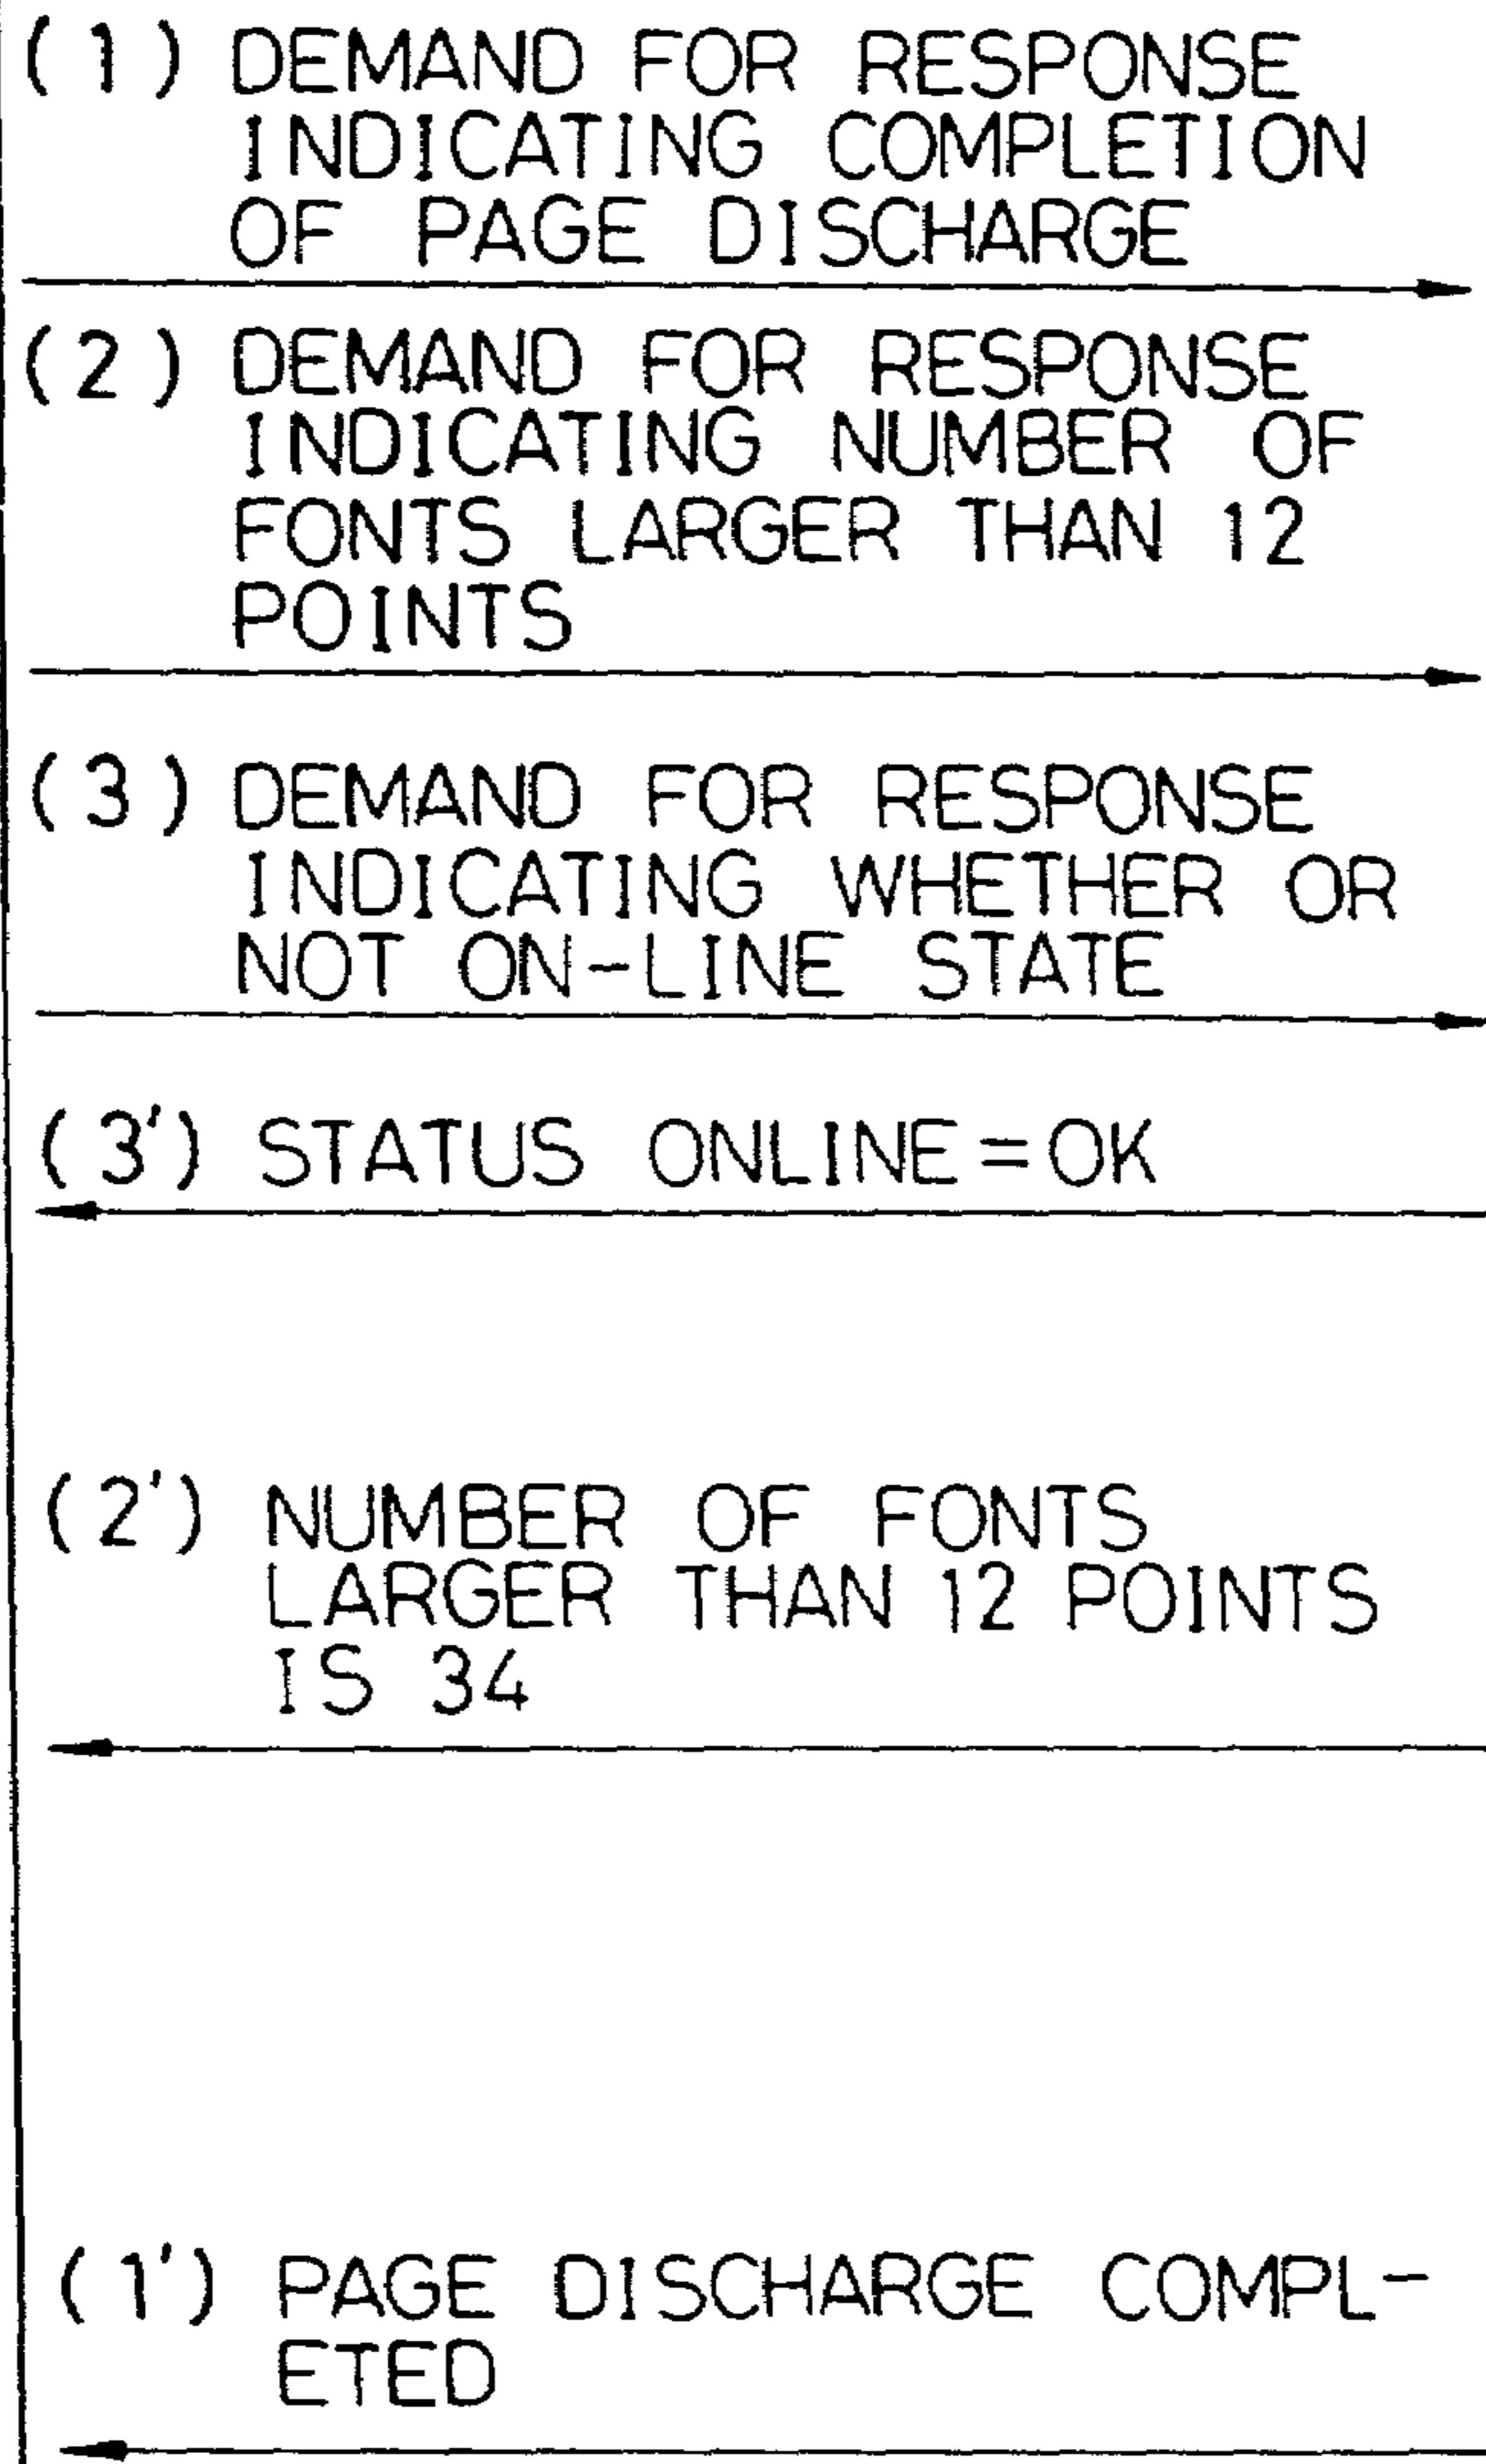 (1) DEMAND FOR RESPONSE
INDICATING COMPLETION
OF PAGE DISCHARGE
(2) DEMAND FOR RESPONSE
INDICATING NUMBER OF
FONTS LARGER THAN 12
POINTS
(3) DEMAND FOR RESPONSE
INDICATING WHETHER OR
NOT ON-LINE STATE
(3') STATUS ONLINE=OK
(2') NUMBER OF FONTS
LARGER THAN 12 POINTS
IS 34
(1') PAGE DISCHARGE COMPL-
ETED